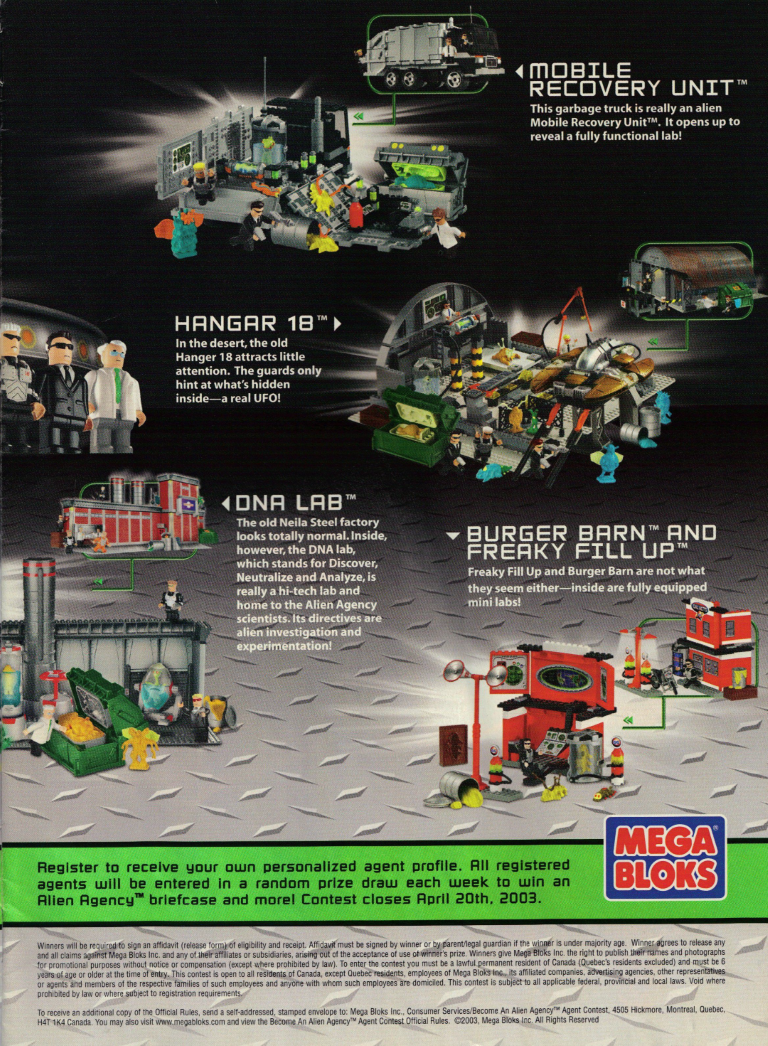 MOBILE
RECOVERY UNIT™
This garbage truck is really an alien
Mobile Recovery Unit™. It opens up to
reveal a fully functional lab!
HANGAR 18™
In the desert, the old
Hanger 18 attracts little
attention. The guards only
hint at what's hidden
inside—a real UFO!
DNA LAB™
The old Neila Steel factory
looks totally normal. Inside,
however, the DNA lab,
which stands for Discover,
Neutralize and Analyze, is
really a hi-tech lab and
home to the Alien Agency
scientists. Its directives are
alien investigation and
experimentation!
BURGER BARN™ AND
FREAKY FILL UP™
Freaky Fill Up and Burger Barn are not what
they seem either—inside are fully equipped
mini labs!
MEGA
BLOKS
®
Register to receive your own personalized agent profile. All registered
agents will be entered in a random prize draw each week to win an
Alien Agency™ briefcase and more! Contest closes April 20th, 2003.
Winners will be required to sign an affidavit (release form) of eligibility and receipt. Affidavit must be signed by winner or by parent/legal guardian if the winner is under majority age. Winner agrees to release any
and all claims against Mega Bloks Inc. and any of their affiliates or subsidiaries, arising out of the acceptance of use of winner's prize. Winners give Mega Bloks Inc. the right to publish their names and photographs
for promotional purposes without notice or compensation (except where prohibited by law). To enter the contest you must be a lawful permanent resident of Canada (Quebec's residents excluded) and must be 6
years of age or older at the time of entry. This contest is open to all residents of Canada, except Quebec residents, employees of Mega Bloks Inc., its affiliated companies, advertising agencies, other representatives
or agents and members of the respective families of such employees and anyone with whom such employees are domiciled. This contest is subject to all applicable federal, provincial and local laws. Void where
prohibited by law or where subject to registration requirements.
To receive an additional copy of the Official Rules, send a self-addressed, stamped envelope to: Mega Bloks Inc., Consumer Services/Become An Alien Agency™ Agent Contest, 4505 Hickmore, Montreal, Quebec,
H4T 1K4 Canada. You may also visit www.megabloks.com and view the Become An Alien Agency™ Agent Contest Official Rules. ©2003, Mega Bloks Inc. All Rights Reserved